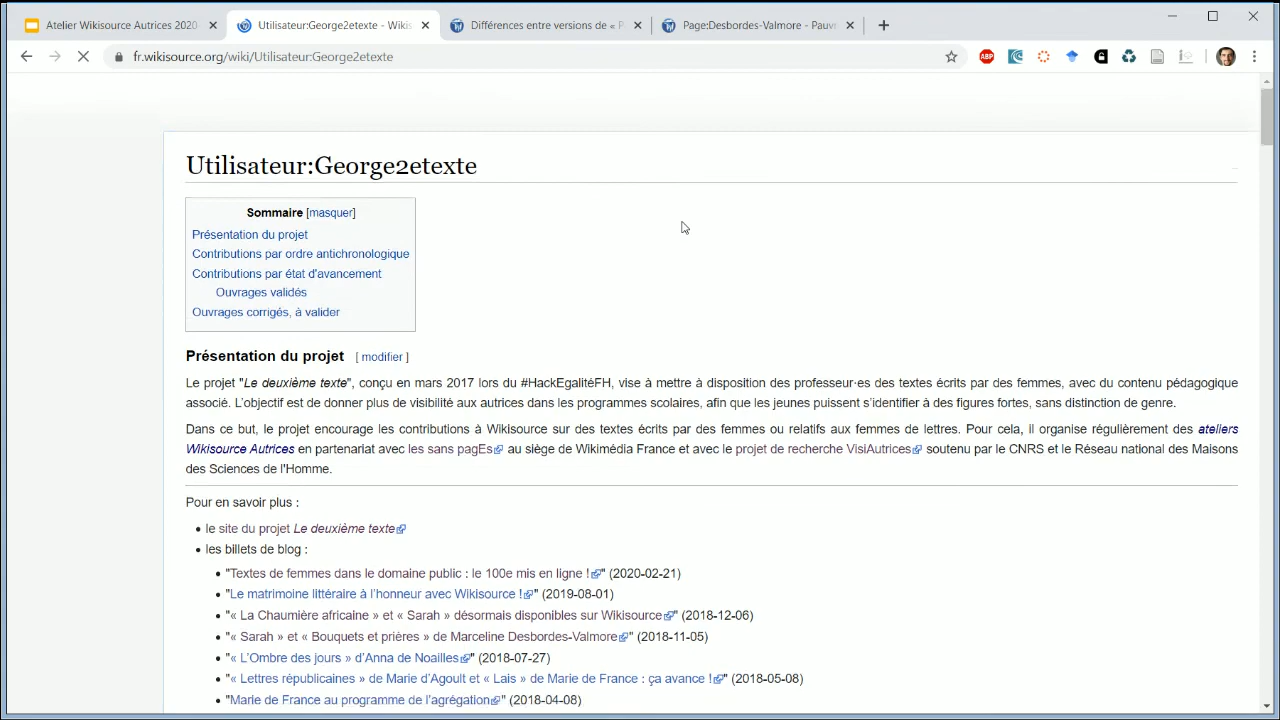 Atelier Wikisource Autrices 2020
Utilisateur:George2etexte - Wikis
Différences entre versions de « P
Page:Desbordes-Valmore - Pauv
fr.wikisource.org/wiki/Utilisateur:George2etexte
ABP
Utilisateur:George2etexte
Sommaire [masquer]
Présentation du projet
Contributions par ordre antichronologique
Contributions par état d'avancement
Ouvrages validés
Ouvrages corrigés, à valider
Présentation du projet [ modifier ]
Le projet "Le deuxième texte", conçu en mars 2017 lors du #HackEgalitéFH, vise à mettre à disposition des professeur·es des textes écrits par des femmes, avec du contenu pédagogique
associé. L'objectif est de donner plus de visibilité aux autrices dans les programmes scolaires, afin que les jeunes puissent s'identifier à des figures fortes, sans distinction de genre.
Dans ce but, le projet encourage les contributions à Wikisource sur des textes écrits par des femmes ou relatifs aux femmes de lettres. Pour cela, il organise régulièrement des ateliers
Wikisource Autrices en partenariat avec les sans pagEs au siège de Wikimédia France et avec le projet de recherche VisiAutrices soutenu par le CNRS et le Réseau national des Maisons
des Sciences de l'Homme.
Pour en savoir plus :
• le site du projet Le deuxième texte
• les billets de blog :
• "Textes de femmes dans le domaine public : le 100e mis en ligne !" (2020-02-21)
• "Le matrimoine littéraire à l'honneur avec Wikisource !" (2019-08-01)
• "« La Chaumière africaine » et « Sarah » désormais disponibles sur Wikisource" (2018-12-06)
• "« Sarah » et « Bouquets et prières » de Marceline Desbordes-Valmore" (2018-11-05)
• "« L'Ombre des jours » d'Anna de Noailles" (2018-07-27)
• "« Lettres républicaines » de Marie d'Agoult et « Lais » de Marie de France : ça avance !" (2018-05-08)
• "Marie de France au programme de l'agrégation" (2018-04-08)